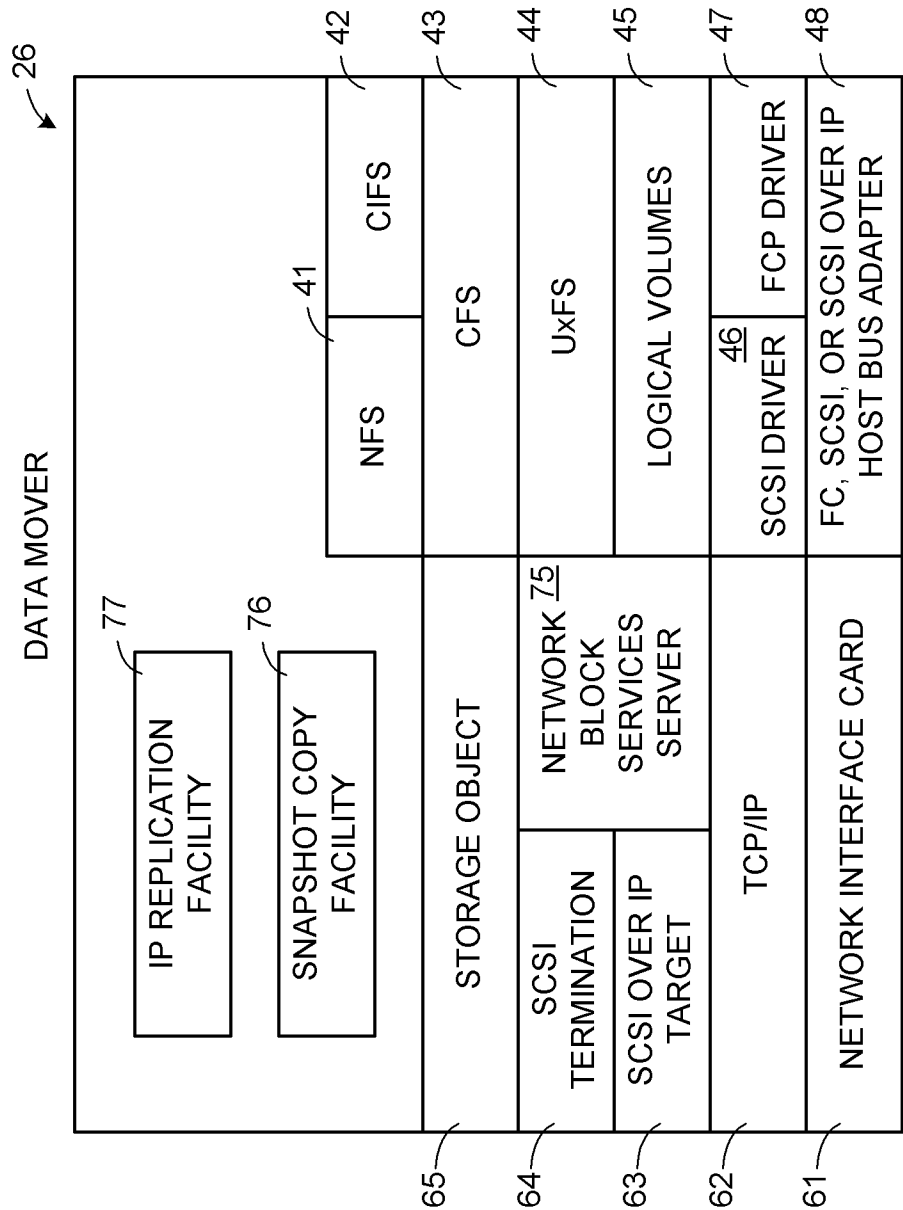 DATA MOVER
26
77
IP REPLICATION
FACILITY
76
SNAPSHOT COPY
FACILITY
41
42
NFS
CIFS
43
65
STORAGE OBJECT
CFS
44
64
SCSI
TERMINATION
NETWORK 75
BLOCK
SERVICES
SERVER
UxFS
45
63
SCSI OVER IP
TARGET
LOGICAL VOLUMES
47
62
TCP/IP
46
SCSI DRIVER
FCP DRIVER
48
61
NETWORK INTERFACE CARD
FC, SCSI, OR SCSI OVER IP
HOST BUS ADAPTER